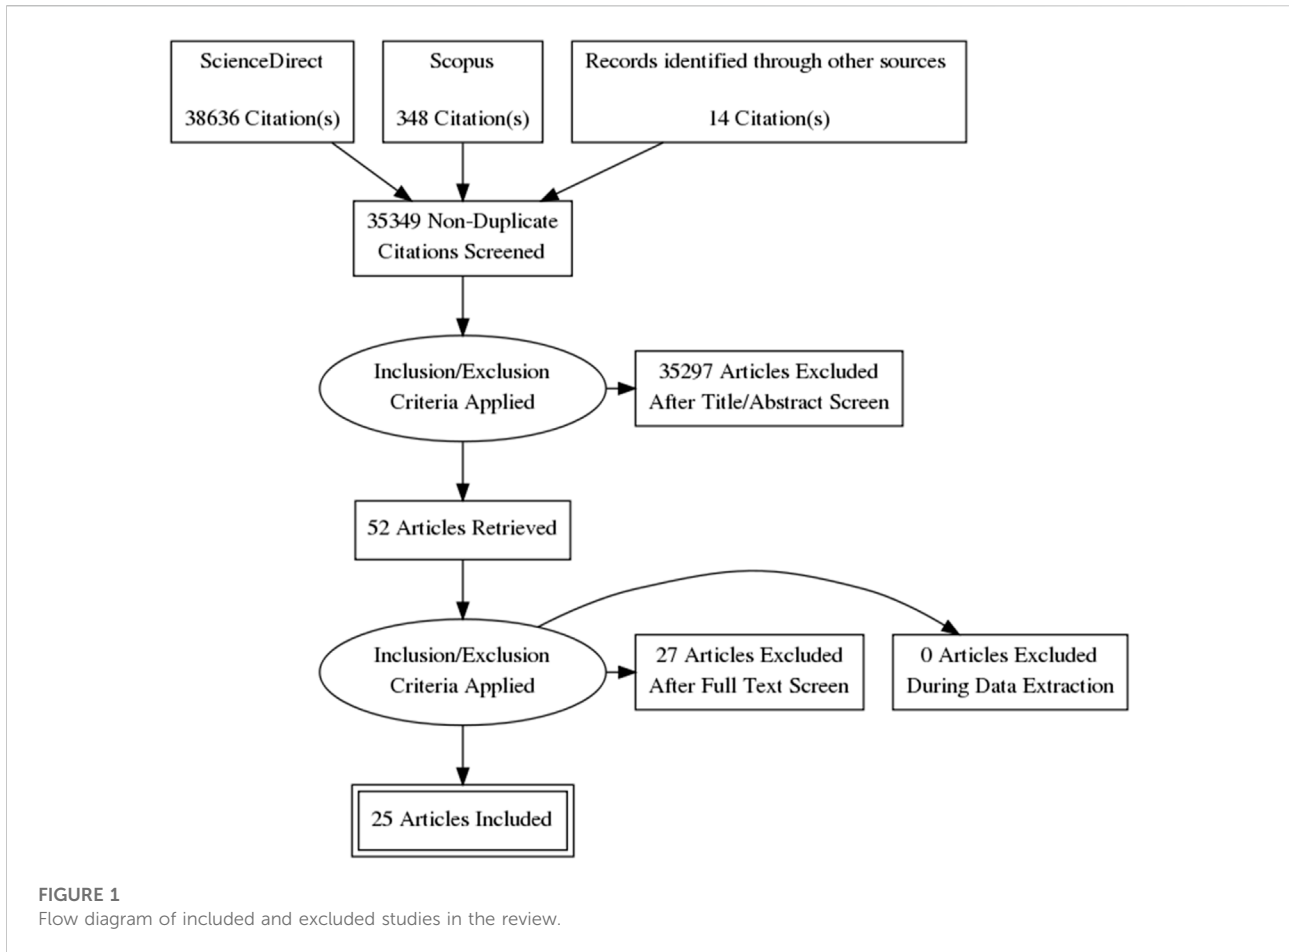 ScienceDirect
38636 Citation(s)
Scopus
348 Citation(s)
Records identified through other sources
14 Citation(s)
35349 Non-Duplicate
Citations Screened
Inclusion/Exclusion
Criteria Applied
35297 Articles Excluded
After Title/Abstract Screen
52 Articles Retrieved
Inclusion/Exclusion
Criteria Applied
27 Articles Excluded
After Full Text Screen
0 Articles Excluded
During Data Extraction
25 Articles Included
FIGURE 1
Flow diagram of included and excluded studies in the review.